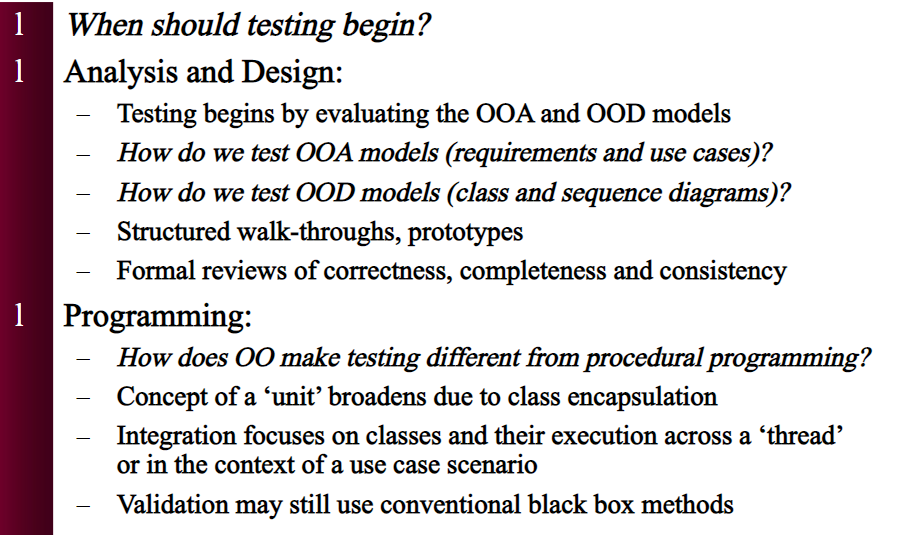 l When should testing begin?
l Analysis and Design:
– Testing begins by evaluating the OOA and OOD models
– How do we test OOA models (requirements and use cases)?
– How do we test OOD models (class and sequence diagrams)?
– Structured walk-throughs, prototypes
– Formal reviews of correctness, completeness and consistency
l Programming:
– How does OO make testing different from procedural programming?
– Concept of a ‘unit’ broadens due to class encapsulation
– Integration focuses on classes and their execution across a ‘thread’
or in the context of a use case scenario
– Validation may still use conventional black box methods